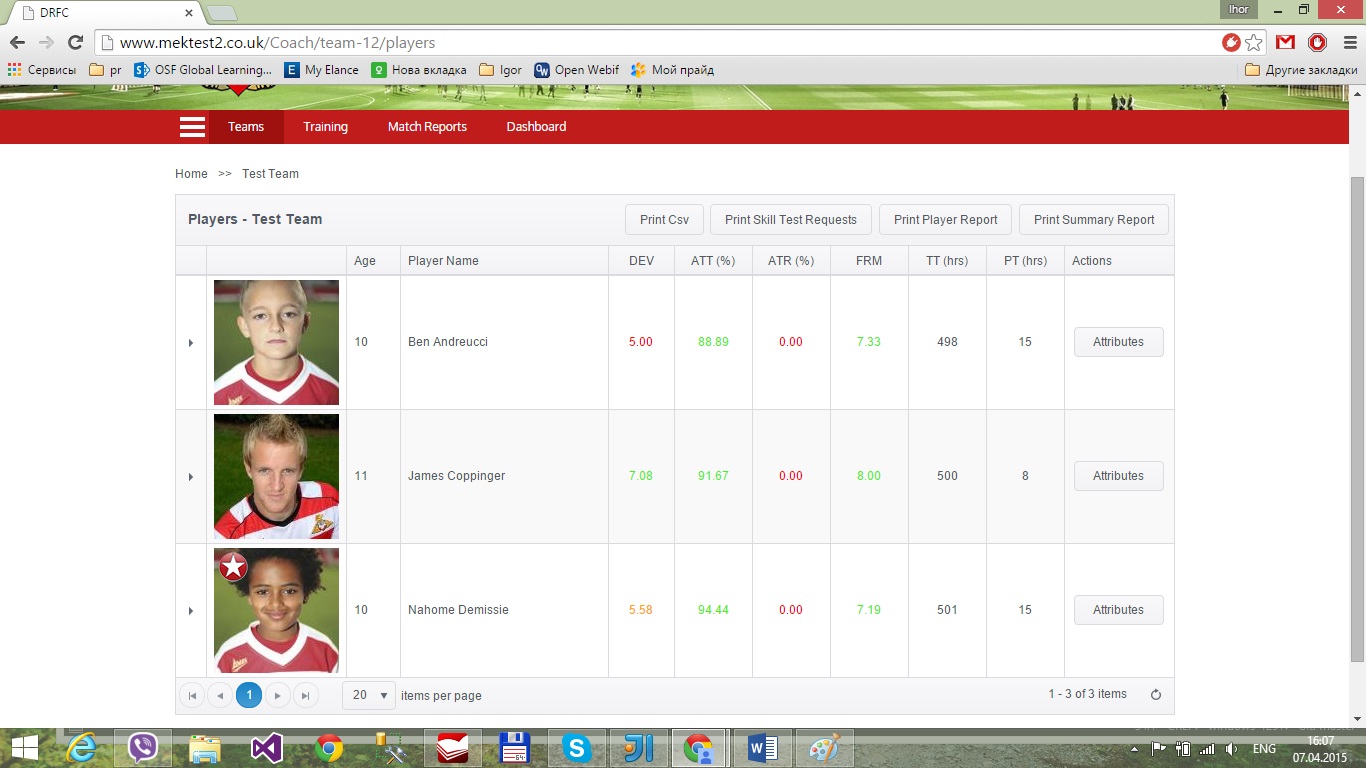 DRFC
Ihor
www.mektest2.co.uk/Coach/team-12/players
Сервисы pr OSF Global Learning... My Elance Нова вкладка Igor Open Webif Мой прайд Другие закладки
Teams Training Match Reports Dashboard
Home >> Test Team
Players - Test Team Print Csv Print Skill Test Requests Print Player Report Print Summary Report
Age Player Name DEV ATT (%) ATR (%) FRM TT (hrs) PT (hrs) Actions
10 Ben Andreucci 5.00 88.89 0.00 7.33 498 15 Attributes
11 James Coppinger 7.08 91.67 0.00 8.00 500 8 Attributes
10 Nahome Demissie 5.58 94.44 0.00 7.19 501 15 Attributes
1 20 items per page 1 - 3 of 3 items
ENG 16:07
07.04.2015